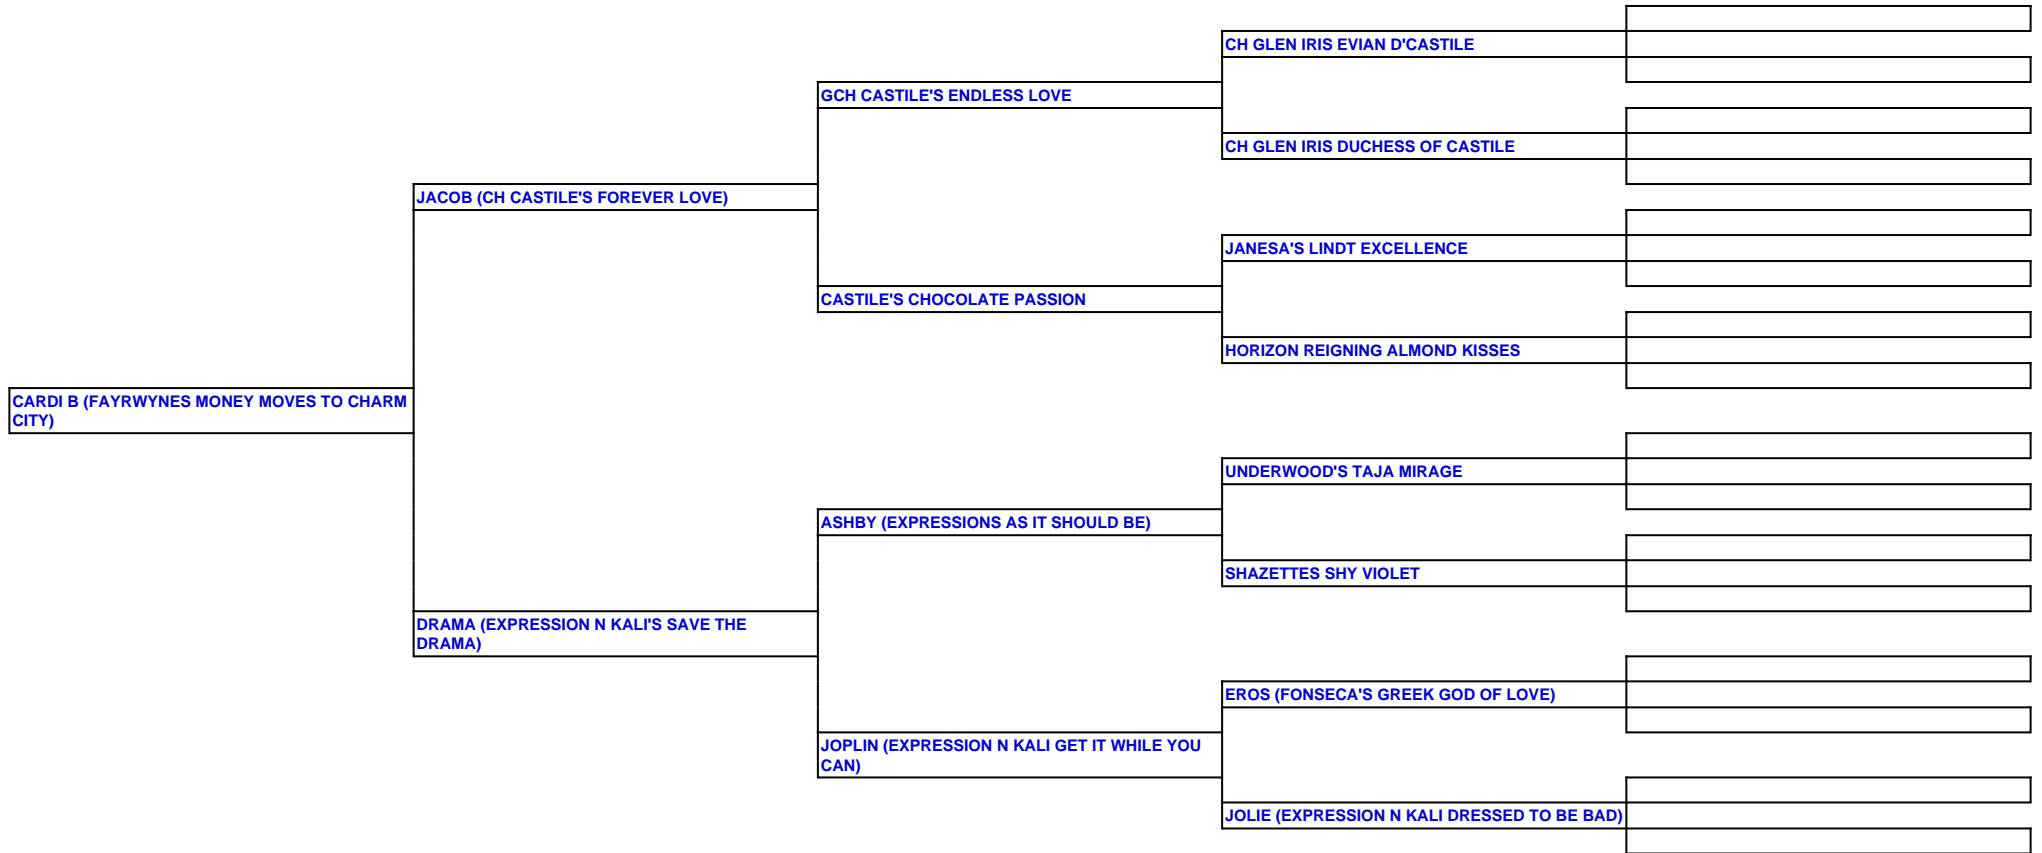 CH GLEN IRIS EVIAN D'CASTILE
GCH CASTILE'S ENDLESS LOVE
CH GLEN IRIS DUCHESS OF CASTILE
JACOB (CH CASTILE'S FOREVER LOVE)
JANESA'S LINDT EXCELLENCE
CASTILE'S CHOCOLATE PASSION
HORIZON REIGNING ALMOND KISSES
CARDI B (FAYRWYNES MONEY MOVES TO CHARM
CITY)
UNDERWOOD'S TAJA MIRAGE
ASHBY (EXPRESSIONS AS IT SHOULD BE)
SHAZETTES SHY VIOLET
DRAMA (EXPRESSION N KALI'S SAVE THE
DRAMA)
EROS (FONSECA'S GREEK GOD OF LOVE)
JOPLIN (EXPRESSION N KALI GET IT WHILE YOU
CAN)
JOLIE (EXPRESSION N KALI DRESSED TO BE BAD)